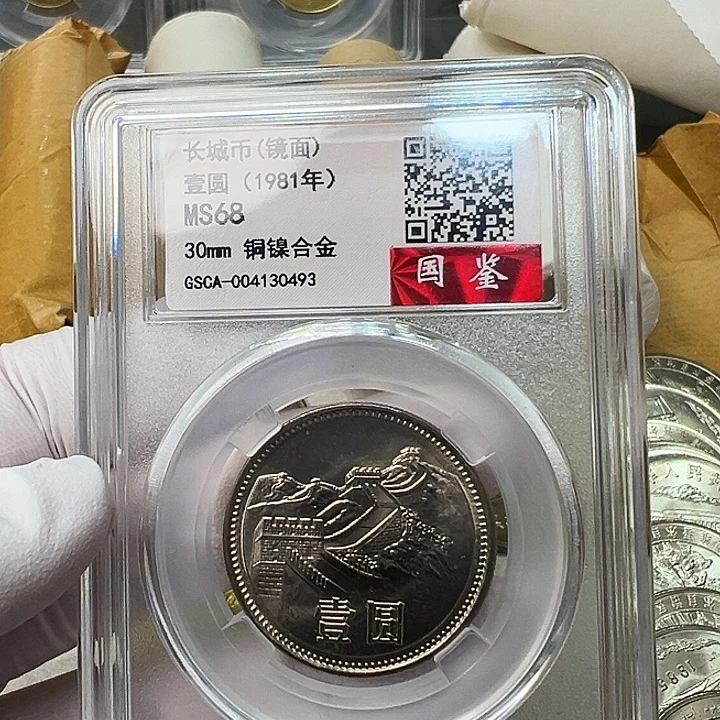 长城币(镜面)
壹圆 (1981年)
MS68
30mm 铜镍合金
GSCA-004130493
国鉴
壹圆
1985